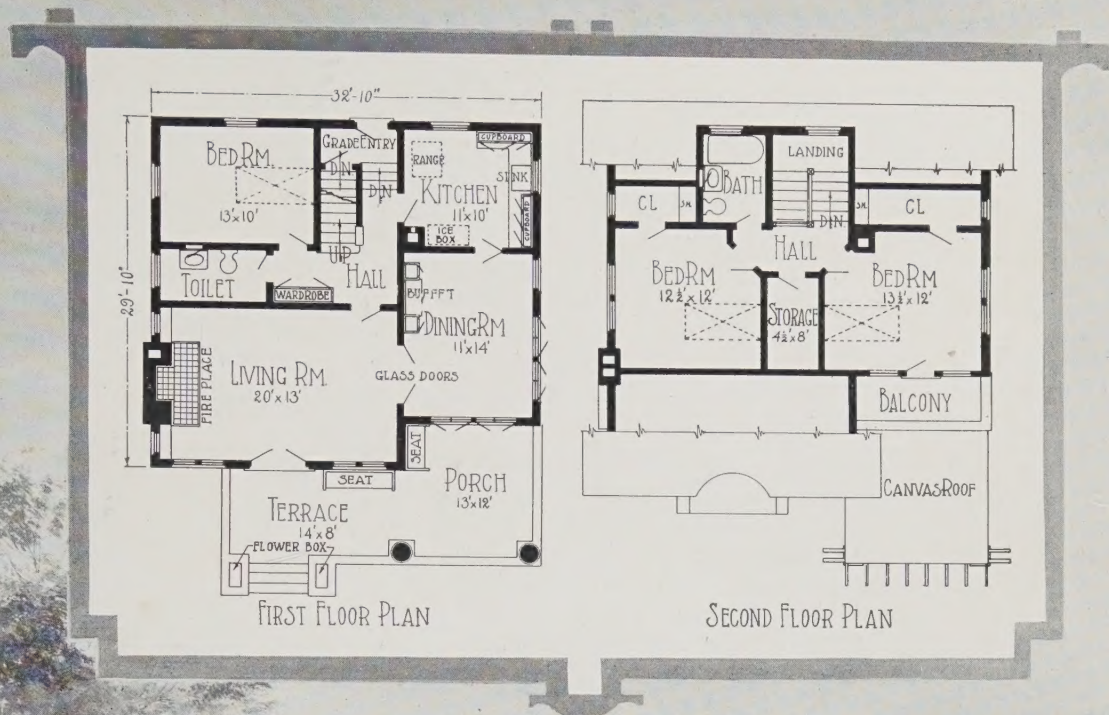 32'-10"
29'-10"
BED RM.
13'x10'
GRADE ENTRY
DN
DN
UP
RANGE
CUPBOARD
SINK
KITCHEN
11'x10'
CUPBOARD
ICE
BOX
TOILET
WARDROBE
HALL
BUFFFT
DINING RM
11'x14'
GLASS DOORS
FIRE PLACE
LIVING RM.
20'x13'
SEAT
SEAT
PORCH
13'x12'
TERRACE
14'x8'
FLOWER BOX
FIRST FLOOR PLAN
BATH
LANDING
DN
CL
CL
HALL
BED RM
12½'x12'
STORAGE
4½'x8'
BED RM
13½'x12'
BALCONY
CANVAS ROOF
SECOND FLOOR PLAN